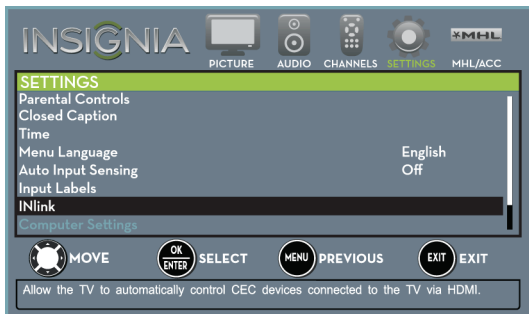 INSIGNIA
MHL
PICTURE AUDIO CHANNELS SETTINGS MHL/ACC
SETTINGS
Parental Controls
Closed Caption
Time
Menu Language English
Auto Input Sensing Off
Input Labels
INlink
Computer Settings
MOVE OK ENTER SELECT MENU PREVIOUS EXIT EXIT
Allow the TV to automatically control CEC devices connected to the TV via HDMI.